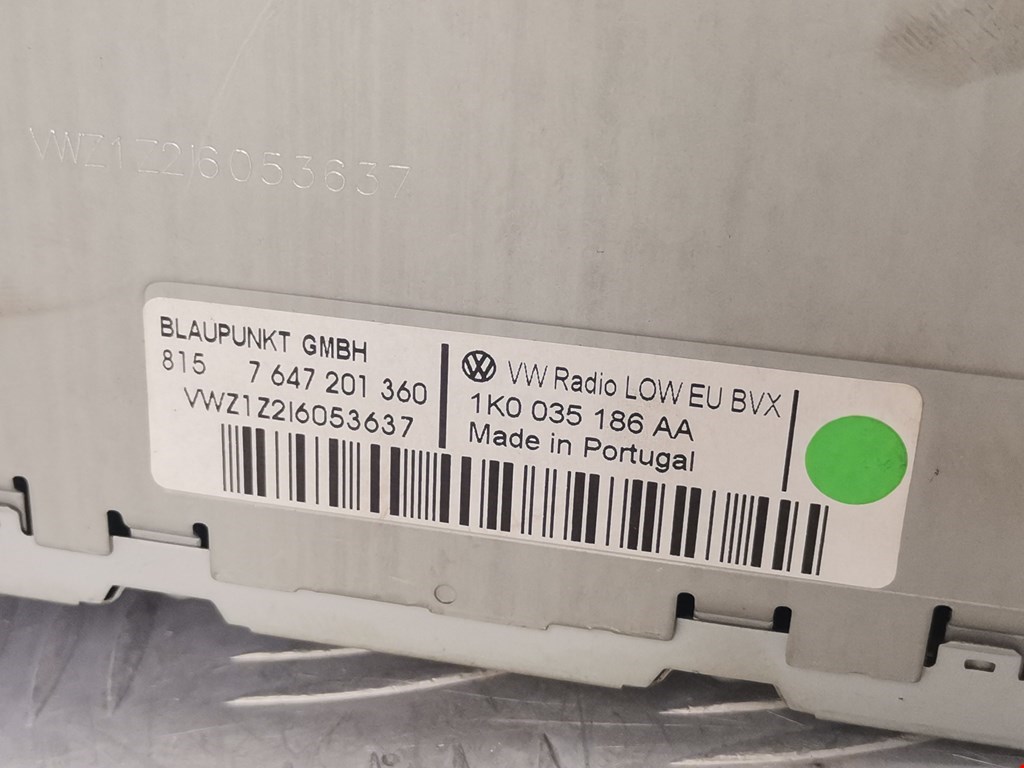 VWZ1Z2I6053637
BLAUPUNKT GMBH
815 7 647 201 360
VWZ1Z2I6053637
VW Radio LOW EU BVX
1K0 035 186 AA
Made in Portugal